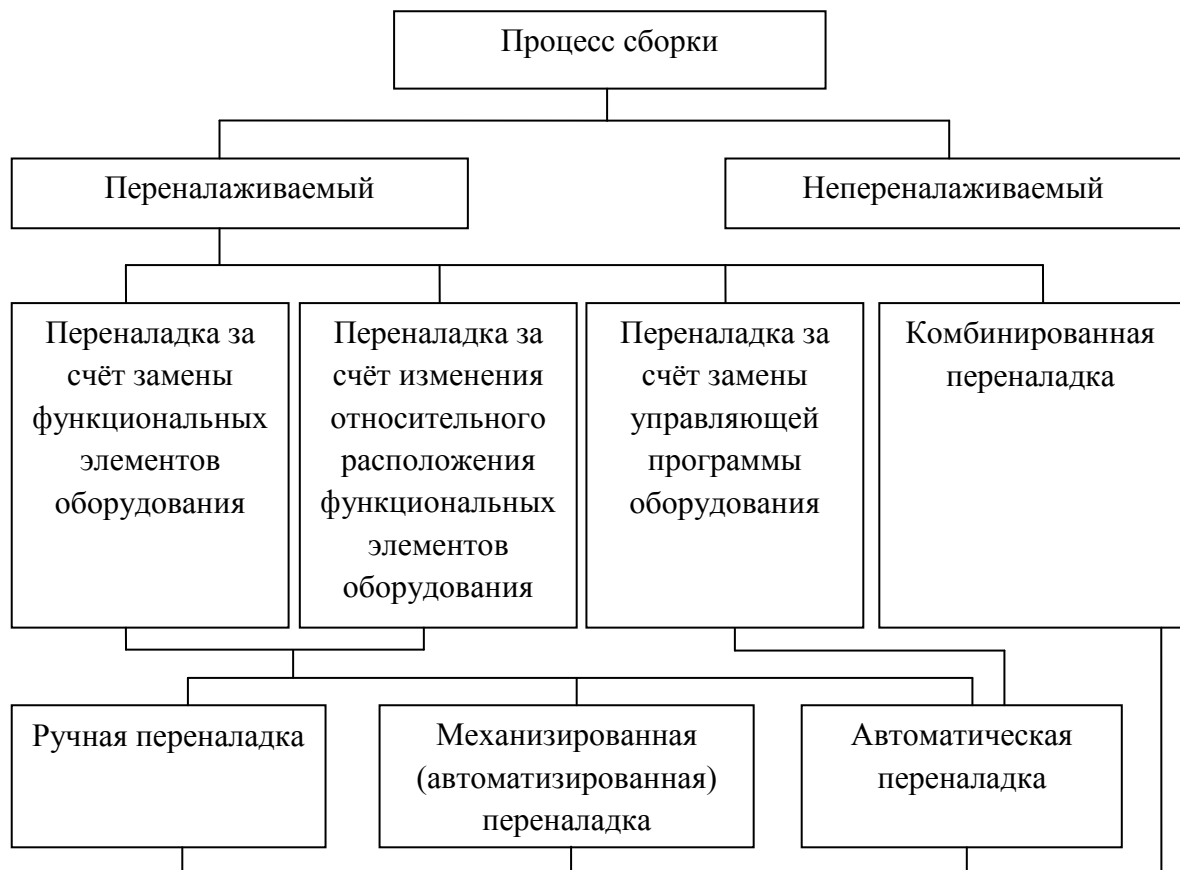 Процесс сборки
Переналаживаемый
Непереналаживаемый
Переналадка за
счёт замены
функциональных
элементов
оборудования
Переналадка за
счёт изменения
относительного
расположения
функциональных
элементов
оборудования
Переналадка за
счёт замены
управляющей
программы
оборудования
Комбинированная
переналадка
Ручная переналадка
Механизированная
(автоматизированная)
переналадка
Автоматическая
переналадка